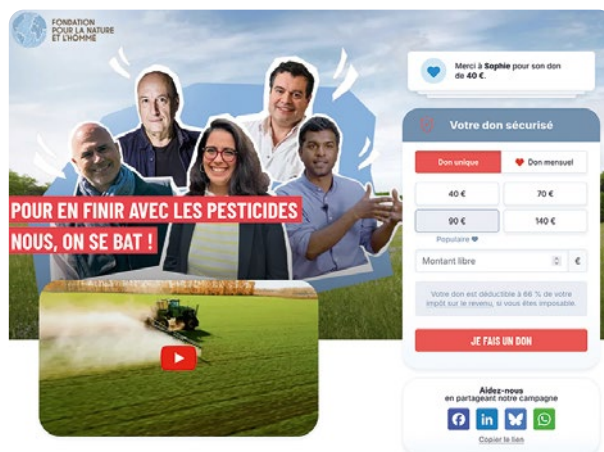 FONDATION
POUR LA NATURE
ET L'HOMME
Merci à Sophie pour son don
de 40 €.
Votre don sécurisé
Don unique
Don mensuel
40 €
70 €
90 €
140 €
Populaire
POUR EN FINIR AVEC LES PESTICIDES
NOUS, ON SE BAT !
Montant libre
€
Votre don est déductible à 66 % de votre
impôt sur le revenu, si vous êtes imposable.
JE FAIS UN DON
Aidez-nous
en partageant notre campagne
Copier le lien